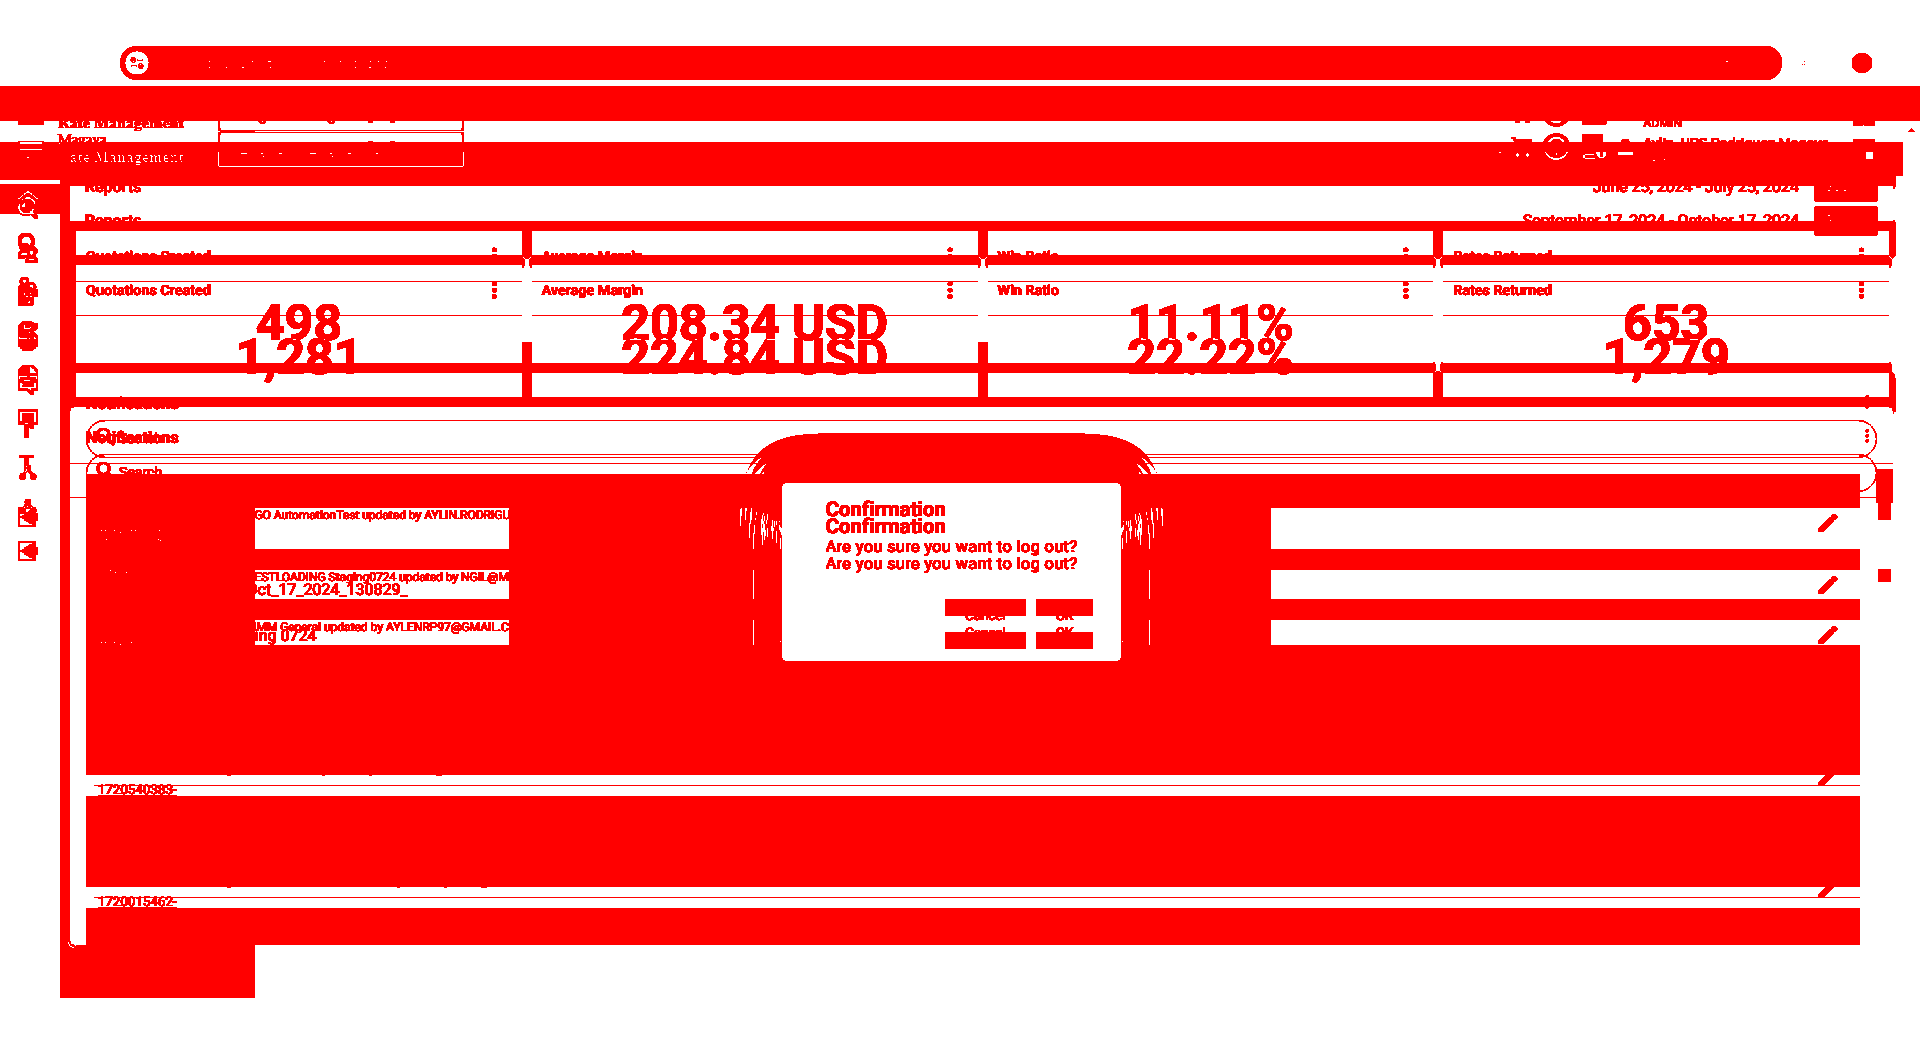 Rate Management
Magaya
ate Management
ADMIN
Reports
June 25, 2024 - July 25, 2024
Reports
September 17, 2024 - October 17, 2024
Quotations Created
Average Margin
Win Ratio
Rates Returned
Quotations Created
Average Margin
Win Ratio
Rates Returned
498
208.34 USD
11.11%
653
1,281
224.84 USD
22.22%
1,279
Notifications
Notifications
Search
Confirmation
GO AutomationTest updated by AYLIN.RODRIGU
Confirmation
Are you sure you want to log out?
Are you sure you want to log out?
ESTLOADING Staging0724 updated by NGIL@M
ct_17_2024_130829_
Cancel
OK
MM General updated by AYLENRP97@GMAIL.C
ing 0724
Cancel
OK
1720540383-
1720015462-